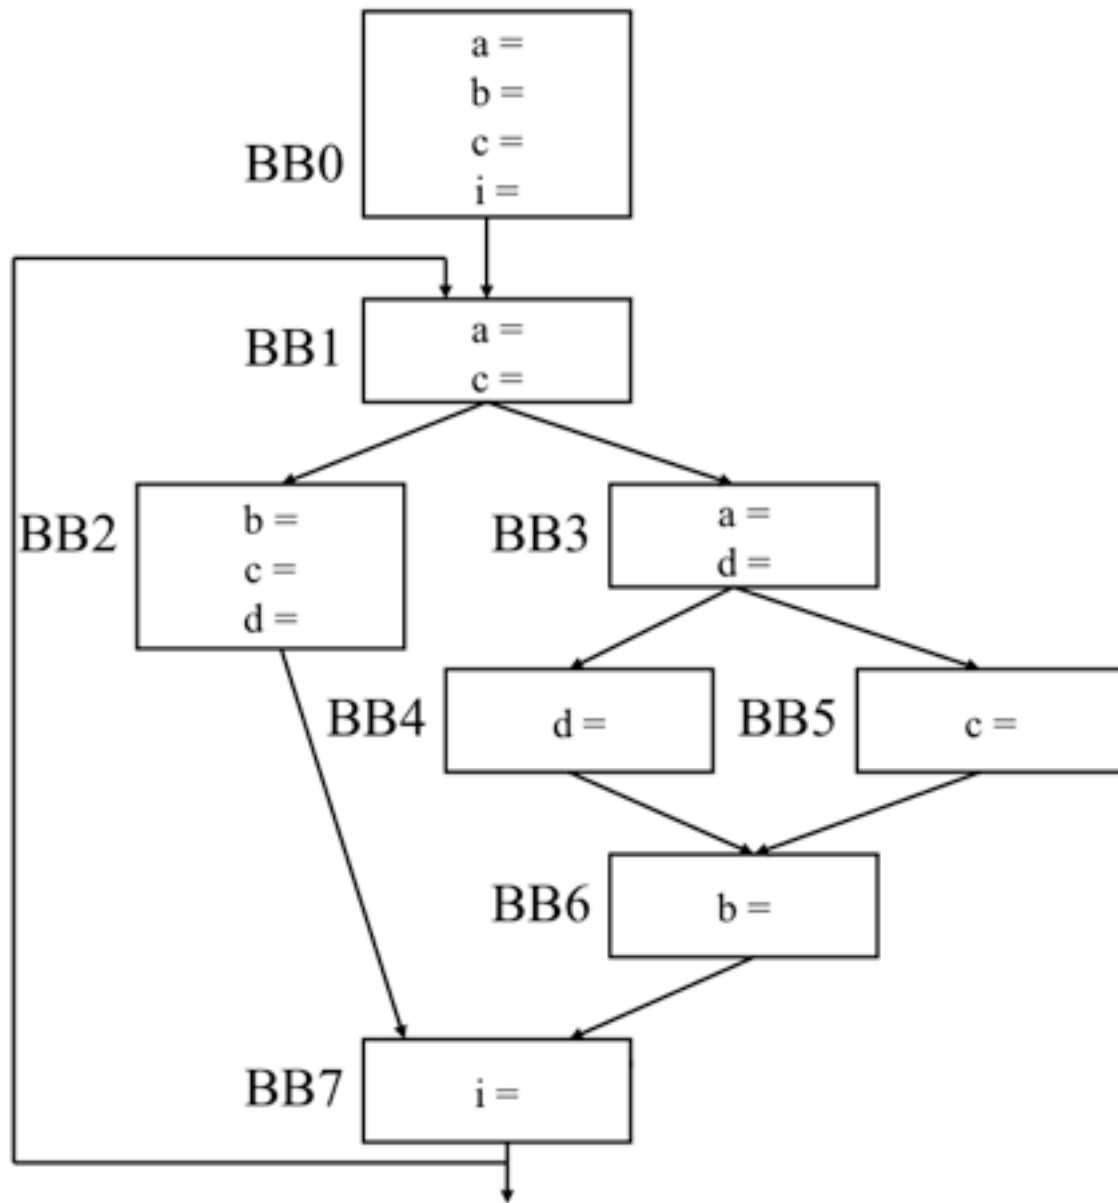 a =
b =
c =
i =
BB0
a =
c =
BB1
b =
c =
d =
BB2
a =
d =
BB3
d =
BB4
c =
BB5
b =
BB6
i =
BB7